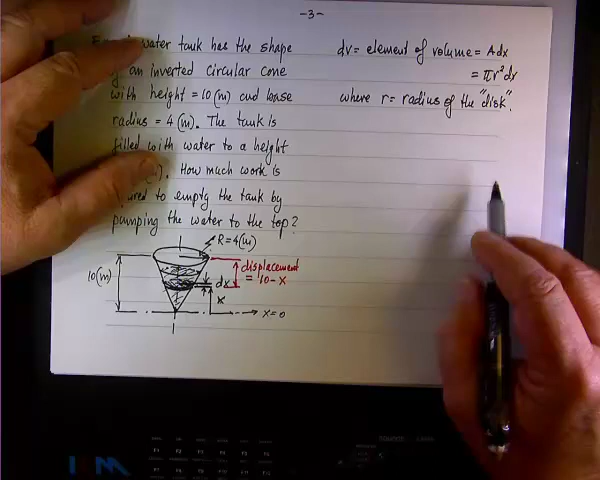 -3-
water tank has the shape
an inverted circular cone
with height = 10 (m) and base
radius = 4 (m). The tank is
filled with water to a height
. How much work is
to empty the tank by
pumping the water to the top?
dv = element of volume = A dx
= πr²dx
where r = radius of the "disk".
R = 4(m)
10(m)
displacement
= 10 - x
dx
x
x = 0